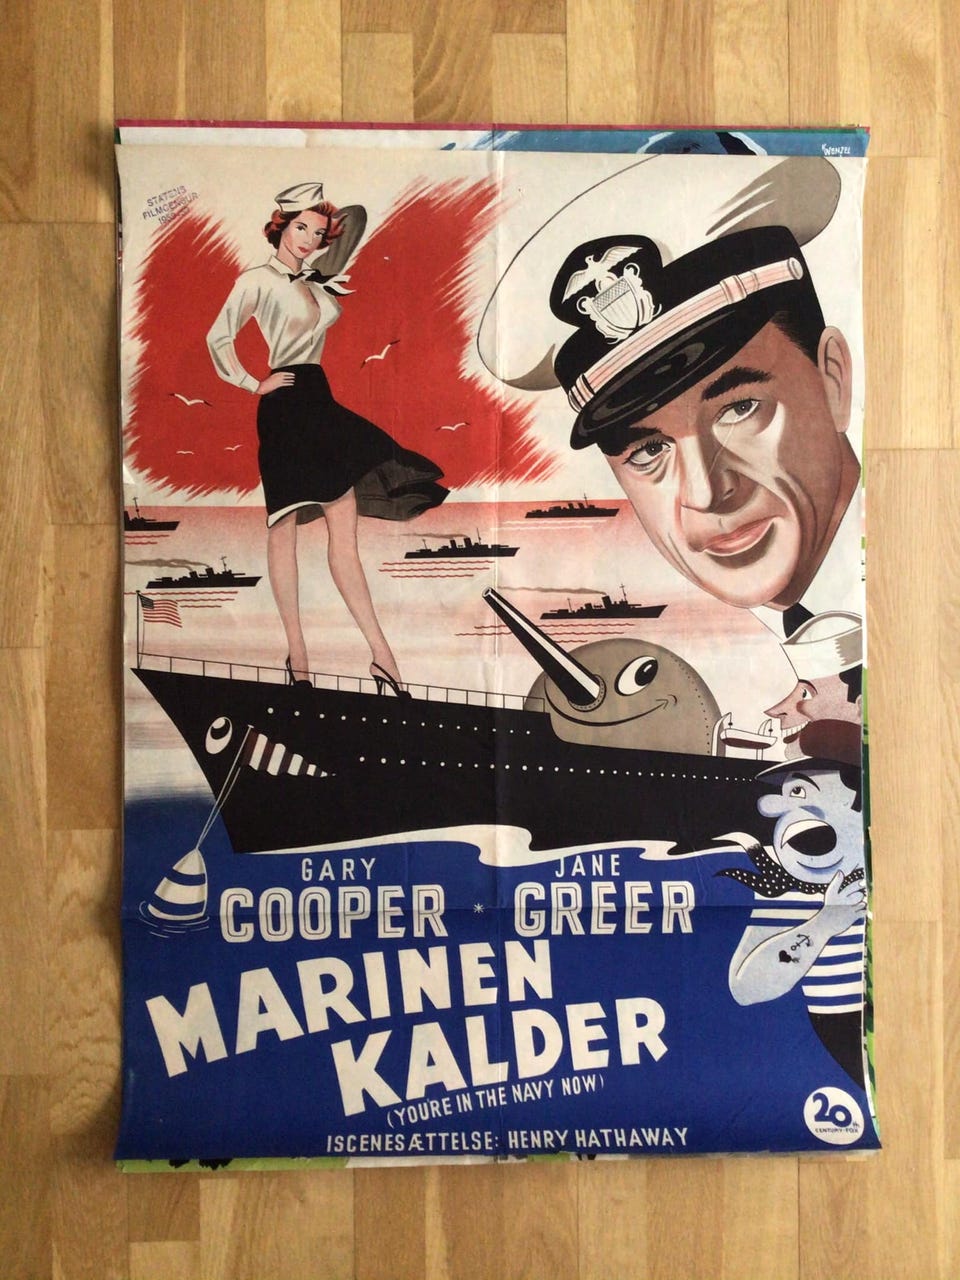 K. WENZEL
STATENS
FILMCENSUR
GARY
COOPER
*
JANE
GREER
MARINEN
KALDER
(YOU'RE IN THE NAVY NOW)
ISCENESÆTTELSE: HENRY HATHAWAY
20th
CENTURY-FOX